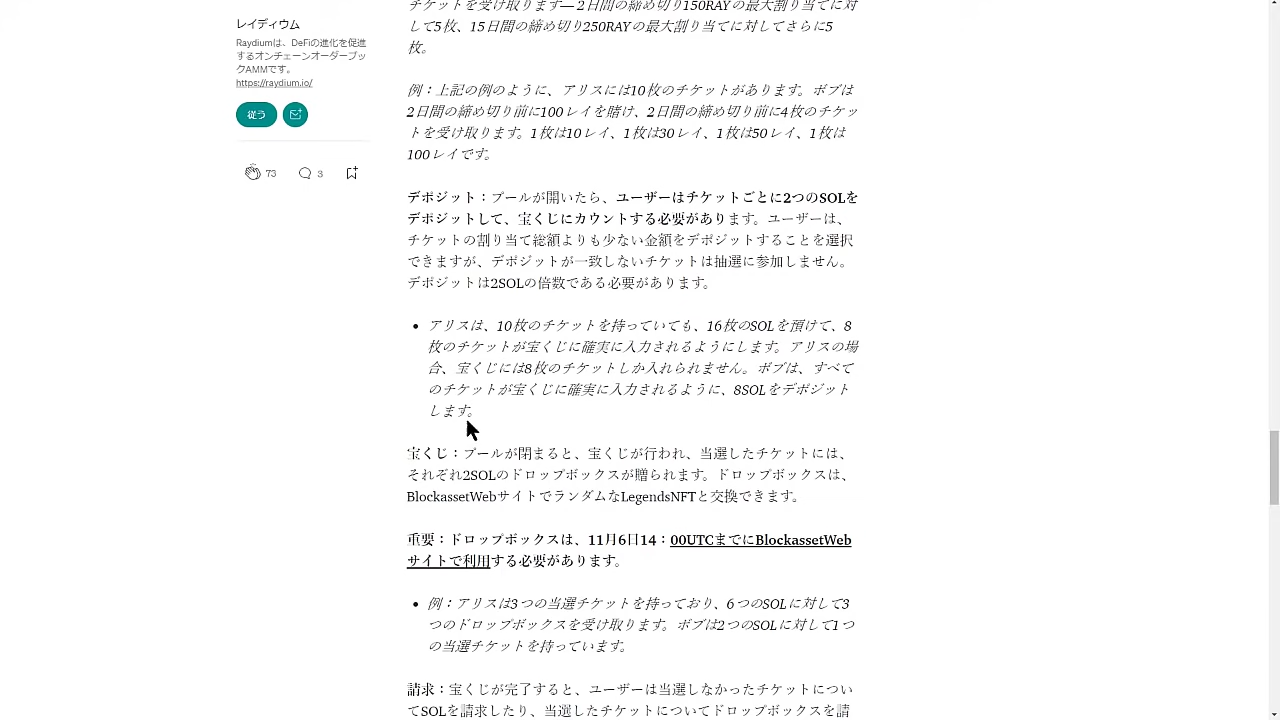 レイディウム
Raydiumは、DeFiの進化を促進
するオンチェーンオーダーブッ
クAMMです。
https://raydium.io/
従う
73
3
チケットを受け取ります— 2日間の締め切り150RAYの最大割り当てに対
して5枚、15日間の締め切り250RAYの最大割り当てに対してさらに5
枚。
例：上記の例のように、アリスには10枚のチケットがあります。ボブは
2日間の締め切り前に100レイを賭け、2日間の締め切り前に4枚のチケッ
トを受け取ります。1枚は10レイ、1枚は30レイ、1枚は50レイ、1枚は
100レイです。
デポジット：プールが開いたら、ユーザーはチケットごとに2つのSOLを
デポジットして、宝くじにカウントする必要があります。ユーザーは、
チケットの割り当て総額よりも少ない金額をデポジットすることを選択
できますが、デポジットが一致しないチケットは抽選に参加しません。
デポジットは2SOLの倍数である必要があります。
アリスは、10枚のチケットを持っていても、16枚のSOLを預けて、8
枚のチケットが宝くじに確実に入力されるようにします。アリスの場
合、宝くじには8枚のチケットしか入れられません。ボブは、すべて
のチケットが宝くじに確実に入力されるように、8SOLをデポジット
します。
宝くじ：プールが閉まると、宝くじが行われ、当選したチケットには、
それぞれ2SOLのドロップボックスが贈られます。ドロップボックスは、
BlockassetWebサイトでランダムなLegendsNFTと交換できます。
重要：ドロップボックスは、11月6日14：00UTCまでにBlockassetWeb
サイトで利用する必要があります。
例：アリスは3つの当選チケットを持っており、6つのSOLに対して3
つのドロップボックスを受け取ります。ボブは2つのSOLに対して1つ
の当選チケットを持っています。
請求：宝くじが完了すると、ユーザーは当選しなかったチケットについ
てSOLを請求したり、当選したチケットについてドロップボックスを請